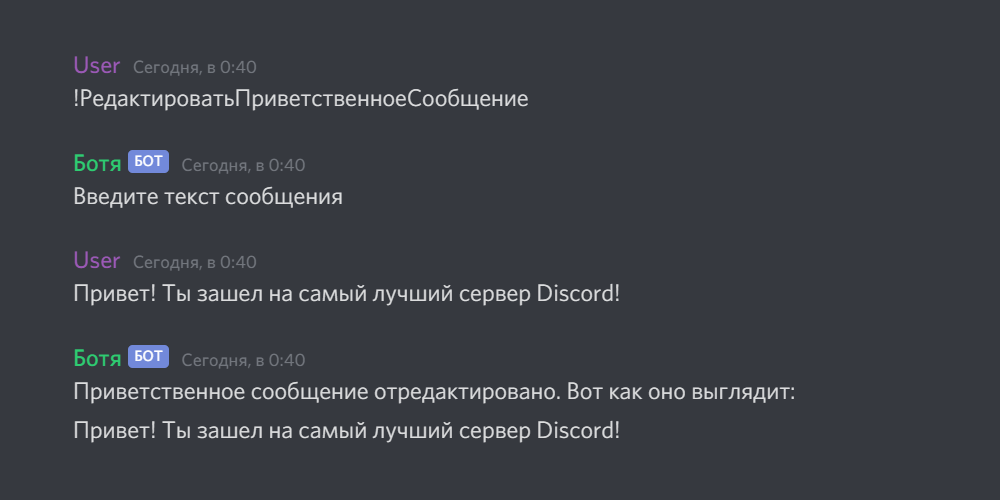 User Сегодня, в 0:40
!РедактироватьПриветственноеСообщение
Ботя БОТ Сегодня, в 0:40
Введите текст сообщения
User Сегодня, в 0:40
Привет! Ты зашел на самый лучший сервер Discord!
Ботя БОТ Сегодня, в 0:40
Приветственное сообщение отредактировано. Вот как оно выглядит:
Привет! Ты зашел на самый лучший сервер Discord!